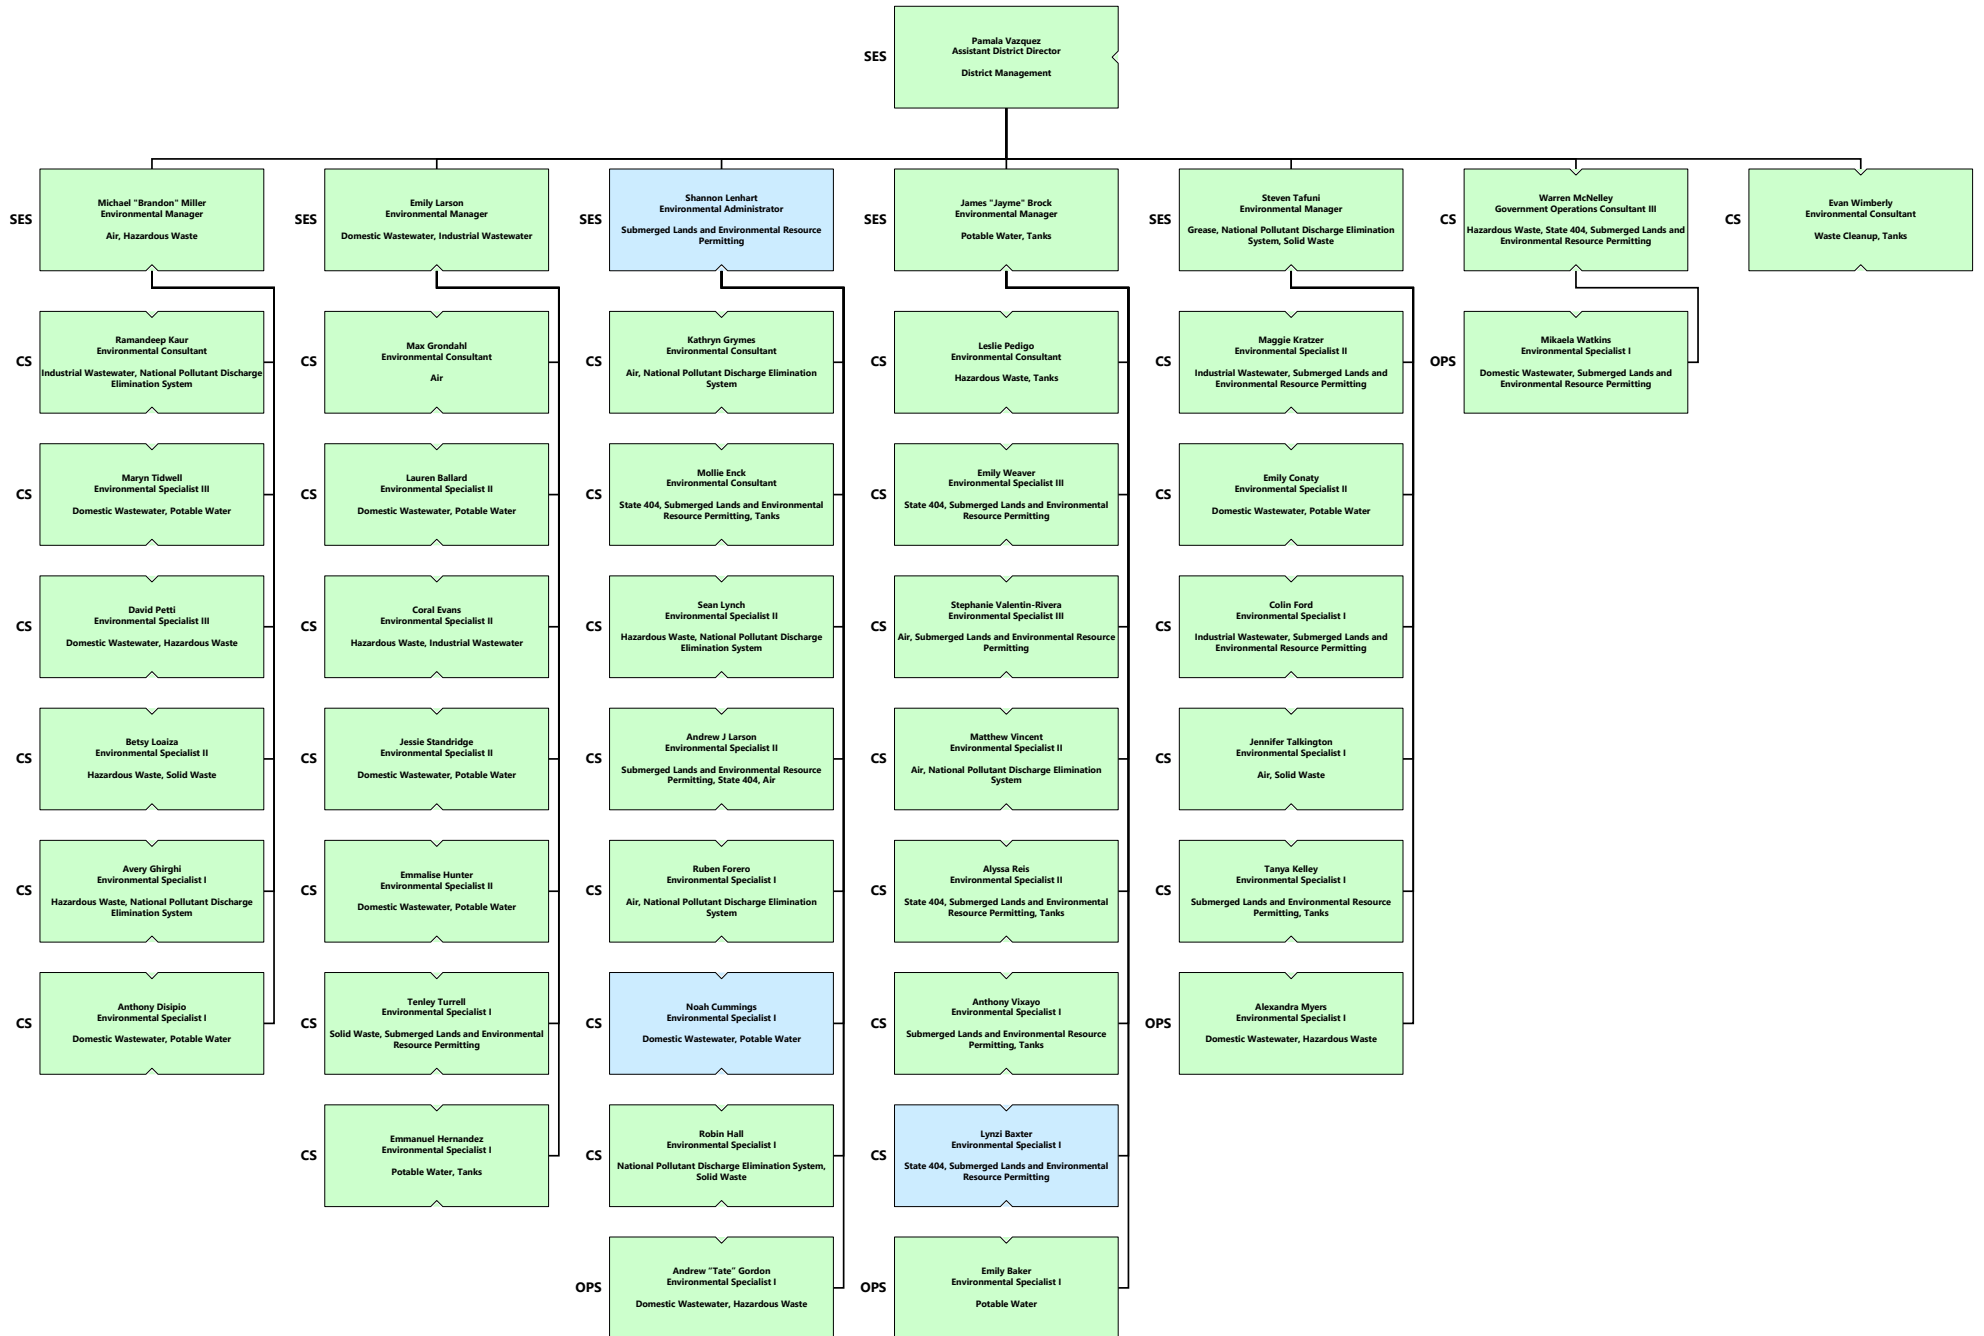 SES
Pamala Vazquez
Assistant District Director
District Management
SES
Michael "Brandon" Miller
Environmental Manager
Air, Hazardous Waste
SES
Emily Larson
Environmental Manager
Domestic Wastewater, Industrial Wastewater
SES
Shannon Lenhart
Environmental Administrator
Submerged Lands and Environmental Resource
Permitting
SES
James "Jayme" Brock
Environmental Manager
Potable Water, Tanks
SES
Steven Tafuni
Environmental Manager
Grease, National Pollutant Discharge Elimination
System, Solid Waste
CS
Warren McNelley
Government Operations Consultant III
Hazardous Waste, State 404, Submerged Lands and
Environmental Resource Permitting
CS
Evan Wimberly
Environmental Consultant
Waste Cleanup, Tanks
CS
Ramandeep Kaur
Environmental Consultant
Industrial Wastewater, National Pollutant Discharge
Elimination System
CS
Max Grondahl
Environmental Consultant
Air
CS
Kathryn Grymes
Environmental Consultant
Air, National Pollutant Discharge Elimination
System
CS
Leslie Pedigo
Environmental Consultant
Hazardous Waste, Tanks
CS
Maggie Kratzer
Environmental Specialist II
Industrial Wastewater, Submerged Lands and
Environmental Resource Permitting
OPS
Mikaela Watkins
Environmental Specialist I
Domestic Wastewater, Submerged Lands and
Environmental Resource Permitting
CS
Maryn Tidwell
Environmental Specialist III
Domestic Wastewater, Potable Water
CS
Lauren Ballard
Environmental Specialist II
Domestic Wastewater, Potable Water
CS
Mollie Enck
Environmental Consultant
State 404, Submerged Lands and Environmental
Resource Permitting, Tanks
CS
Emily Weaver
Environmental Specialist III
State 404, Submerged Lands and Environmental
Resource Permitting
CS
Emily Conaty
Environmental Specialist II
Domestic Wastewater, Potable Water
CS
David Petti
Environmental Specialist III
Domestic Wastewater, Hazardous Waste
CS
Coral Evans
Environmental Specialist II
Hazardous Waste, Industrial Wastewater
CS
Sean Lynch
Environmental Specialist II
Hazardous Waste, National Pollutant Discharge
Elimination System
CS
Stephanie Valentin-Rivera
Environmental Specialist III
Air, Submerged Lands and Environmental Resource
Permitting
CS
Colin Ford
Environmental Specialist I
Industrial Wastewater, Submerged Lands and
Environmental Resource Permitting
CS
Betsy Loaiza
Environmental Specialist II
Hazardous Waste, Solid Waste
CS
Jessie Standridge
Environmental Specialist II
Domestic Wastewater, Potable Water
CS
Andrew J Larson
Environmental Specialist II
Submerged Lands and Environmental Resource
Permitting, State 404, Air
CS
Matthew Vincent
Environmental Specialist II
Air, National Pollutant Discharge Elimination
System
CS
Jennifer Talkington
Environmental Specialist I
Air, Solid Waste
CS
Avery Ghirghi
Environmental Specialist I
Hazardous Waste, National Pollutant Discharge
Elimination System
CS
Emmalise Hunter
Environmental Specialist II
Domestic Wastewater, Potable Water
CS
Ruben Forero
Environmental Specialist I
Air, National Pollutant Discharge Elimination
System
CS
Alyssa Reis
Environmental Specialist II
State 404, Submerged Lands and Environmental
Resource Permitting, Tanks
CS
Tanya Kelley
Environmental Specialist I
Submerged Lands and Environmental Resource
Permitting, Tanks
CS
Anthony Disipio
Environmental Specialist I
Domestic Wastewater, Potable Water
CS
Tenley Turrell
Environmental Specialist I
Solid Waste, Submerged Lands and Environmental
Resource Permitting
CS
Noah Cummings
Environmental Specialist I
Domestic Wastewater, Potable Water
CS
Anthony Vixayo
Environmental Specialist I
Submerged Lands and Environmental Resource
Permitting, Tanks
OPS
Alexandra Myers
Environmental Specialist I
Domestic Wastewater, Hazardous Waste
CS
Emmanuel Hernandez
Environmental Specialist I
Potable Water, Tanks
CS
Robin Hall
Environmental Specialist I
National Pollutant Discharge Elimination System,
Solid Waste
CS
Lynzi Baxter
Environmental Specialist I
State 404, Submerged Lands and Environmental
Resource Permitting
OPS
Andrew "Tate" Gordon
Environmental Specialist I
Domestic Wastewater, Hazardous Waste
OPS
Emily Baker
Environmental Specialist I
Potable Water